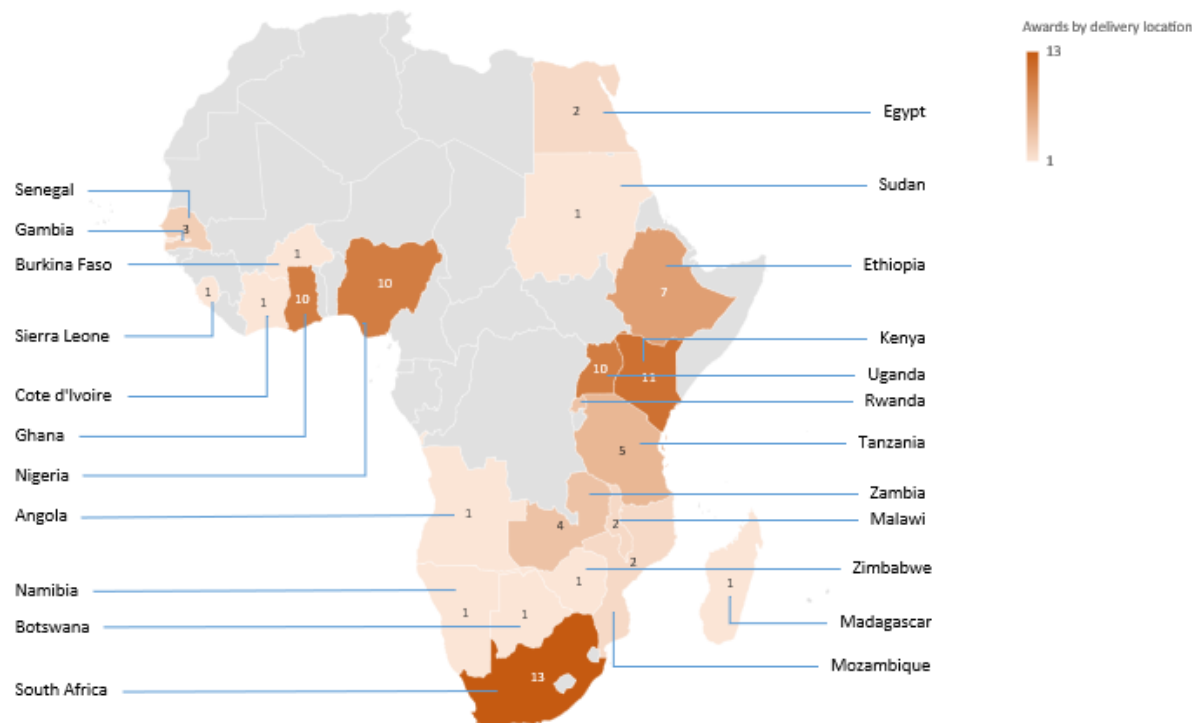 Awards by delivery location
13
1
Egypt
2
Sudan
1
Senegal
3
Gambia
Burkina Faso
1
Ethiopia
7
10
10
1
1
Sierra Leone
Kenya
11
Uganda
10
Rwanda
Cote d'Ivoire
Ghana
Tanzania
5
Nigeria
Zambia
4
Malawi
2
Angola
1
2
Zimbabwe
1
Namibia
1
Botswana
1
Madagascar
1
Mozambique
South Africa
13